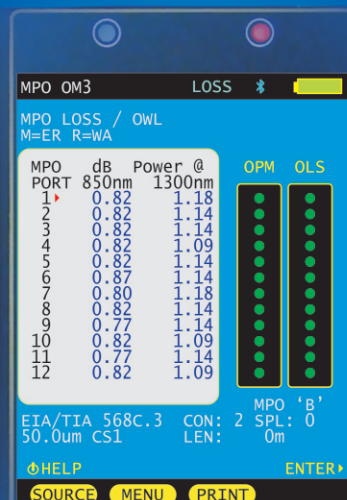 MPO OM3 LOSS
MPO LOSS / OWL
M=ER R=WA
MPO dB Power @ OPM OLS
PORT 850nm 1300nm
1 0.82 1.18
2 0.82 1.14
3 0.82 1.14
4 0.82 1.09
5 0.82 1.14
6 0.87 1.14
7 0.80 1.18
8 0.82 1.14
9 0.77 1.14
10 0.82 1.09
11 0.77 1.14
12 0.82 1.09
MPO ‘B’
EIA/TIA 568C.3 CON: 2 SPL: 0
50.0um CS1 LEN: 0m
HELP ENTER
SOURCE MENU PRINT